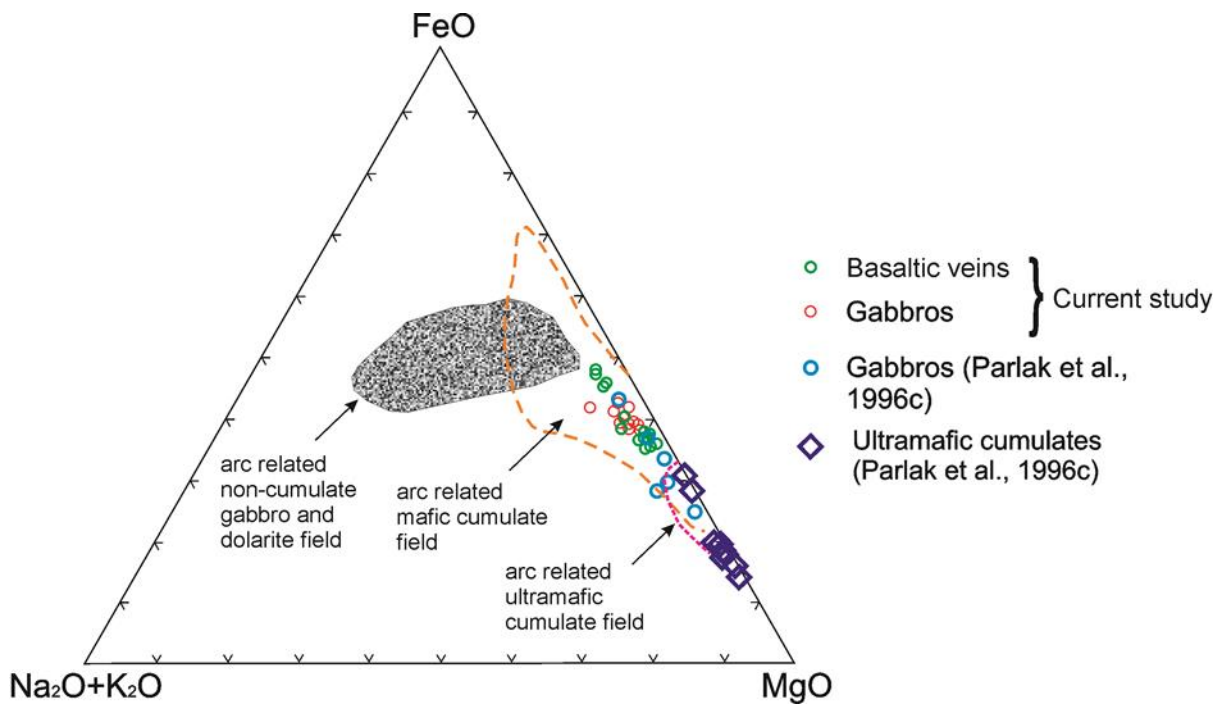 FeO
Basaltic veins
Gabbros
Current study
Gabbros (Parlak et al.,
1996c)
Ultramafic cumulates
(Parlak et al., 1996c)
arc related
non-cumulate
gabbro and
dolarite field
arc related
mafic cumulate
field
arc related
ultramafic
cumulate field
Na₂O+K₂O
MgO